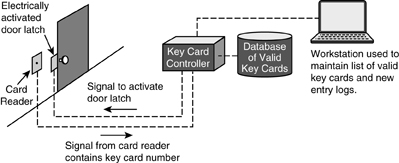 Electrically
activated
door latch
Card
Reader
Key Card
Controller
Database
of Valid
Key Cards
Workstation used to
maintain list of valid
key cards and new
entry logs.
Signal to activate
door latch
Signal from card reader
contains key card number